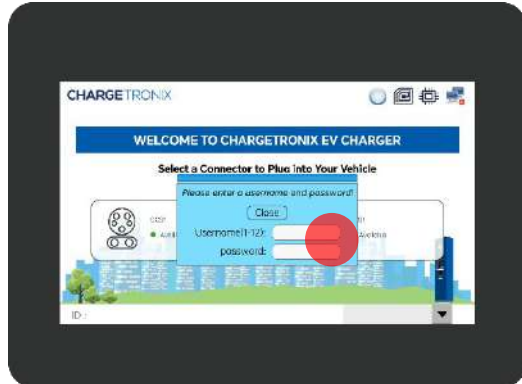 CHARGETRONIX
WELCOME TO CHARGETRONIX EV CHARGER
Select a Connector to Plug into Your Vehicle
Please enter a username and password!
Close
Username(1-12):
password:
Available
ID :